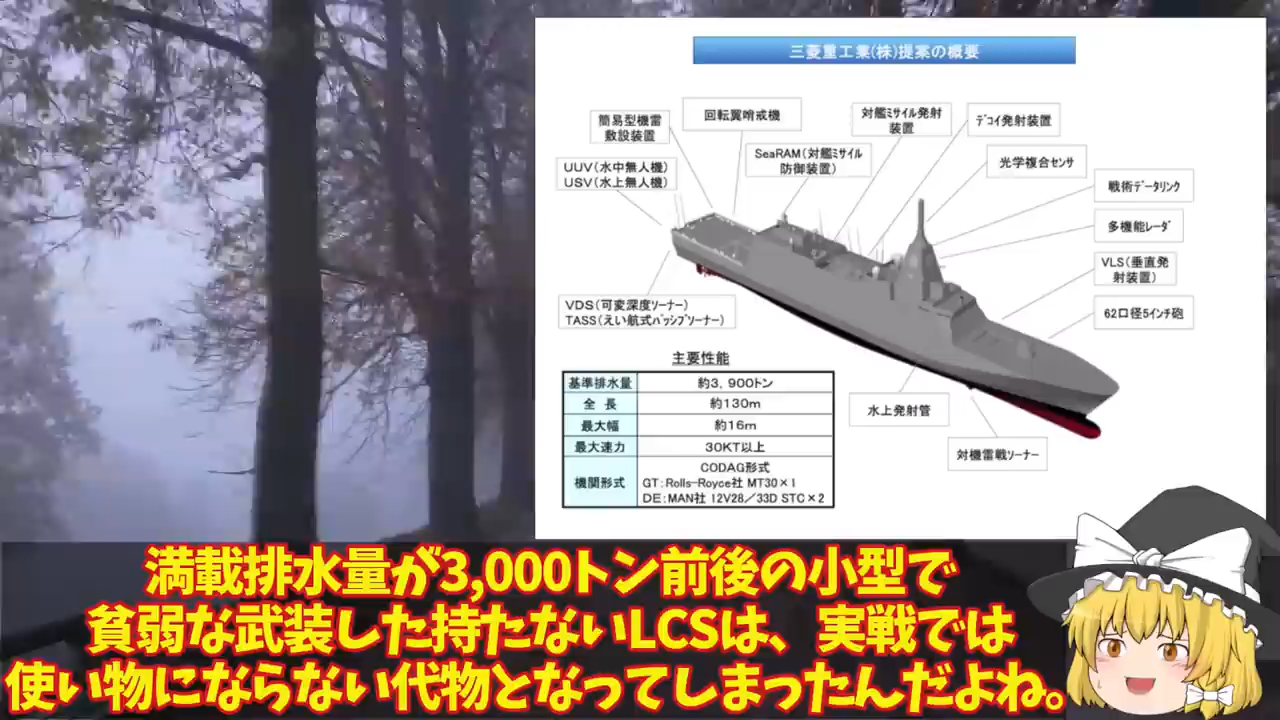 三菱重工業(株)提案の概要
簡易型機雷
敷設装置
回転翼哨戒機
対艦ミサイル発射
装置
デコイ発射装置
UUV(水中無人機)
USV(水上無人機)
SeaRAM(対艦ミサイル
防御装置)
光学複合センサ
戦術データリンク
多機能レーダ
VLS(垂直発
射装置)
62口径5インチ砲
VDS(可変深度ソーナー)
TASS(えい航式パッシブソーナー)
水上発射管
対機雷戦ソーナー
主要性能
基準排水量 約3,900トン
全 長 約130m
最大幅 約16m
最大速力 30KT以上
機関形式 CODAG形式
GT:Rolls-Royce社 MT30×1
DE:MAN社 12V28/33D STC×2
満載排水量が3,000トン前後の小型で
貧弱な武装した持たないLCSは、実戦では
使い物にならない代物となってしまったんだよね。